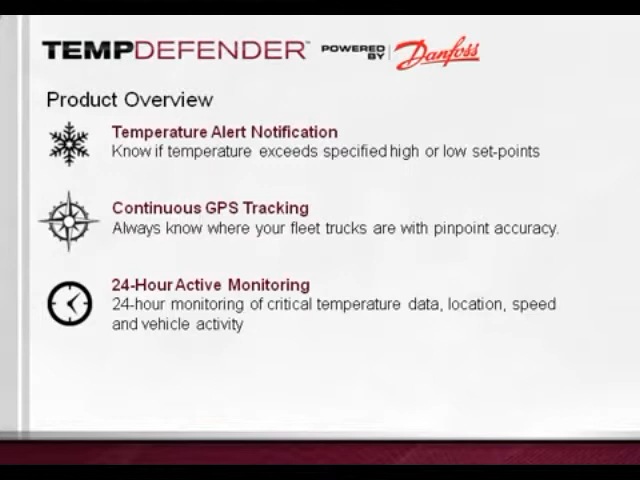 TEMPDEFENDER™ POWERED BY Danfoss
Product Overview
Temperature Alert Notification
Know if temperature exceeds specified high or low set-points
Continuous GPS Tracking
Always know where your fleet trucks are with pinpoint accuracy.
24-Hour Active Monitoring
24-hour monitoring of critical temperature data, location, speed
and vehicle activity